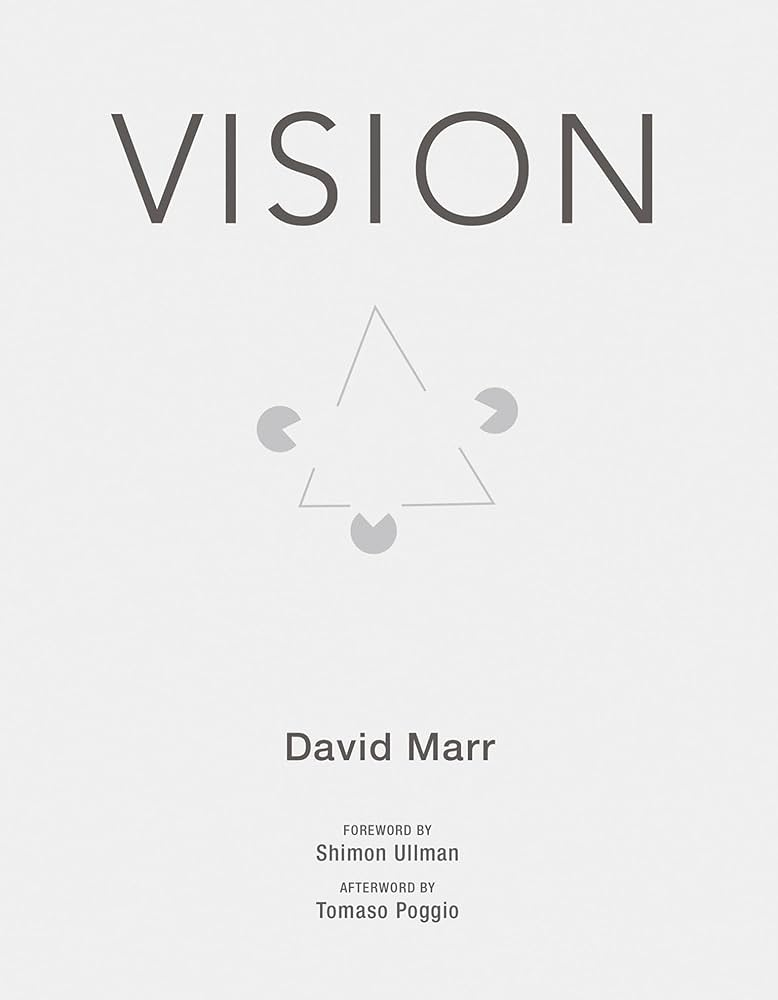 VISION
David Marr
FOREWORD BY
Shimon Ullman
AFTERWORD BY
Tomaso Poggio